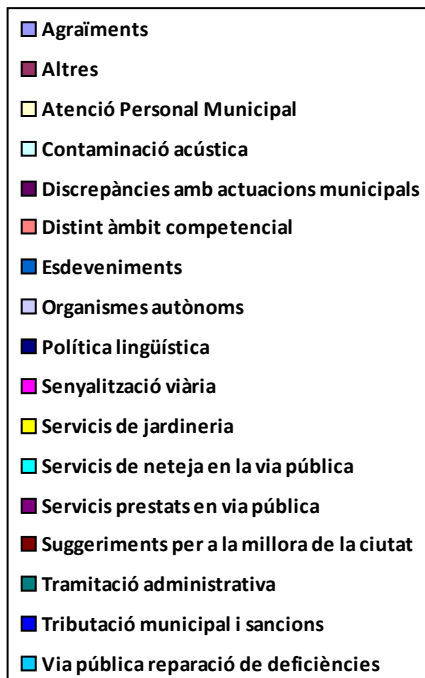 Agraïments
Altres
Atenció Personal Municipal
Contaminació acústica
Discrepàncies amb actuacions municipals
Distint àmbit competencial
Esdeveniments
Organismes autònoms
Política lingüística
Senyalització viària
Servicis de jardineria
Servicis de neteja en la via pública
Servicis prestats en via pública
Suggeriments per a la millora de la ciutat
Tramitació administrativa
Tributació municipal i sancions
Via pública reparació de deficiències